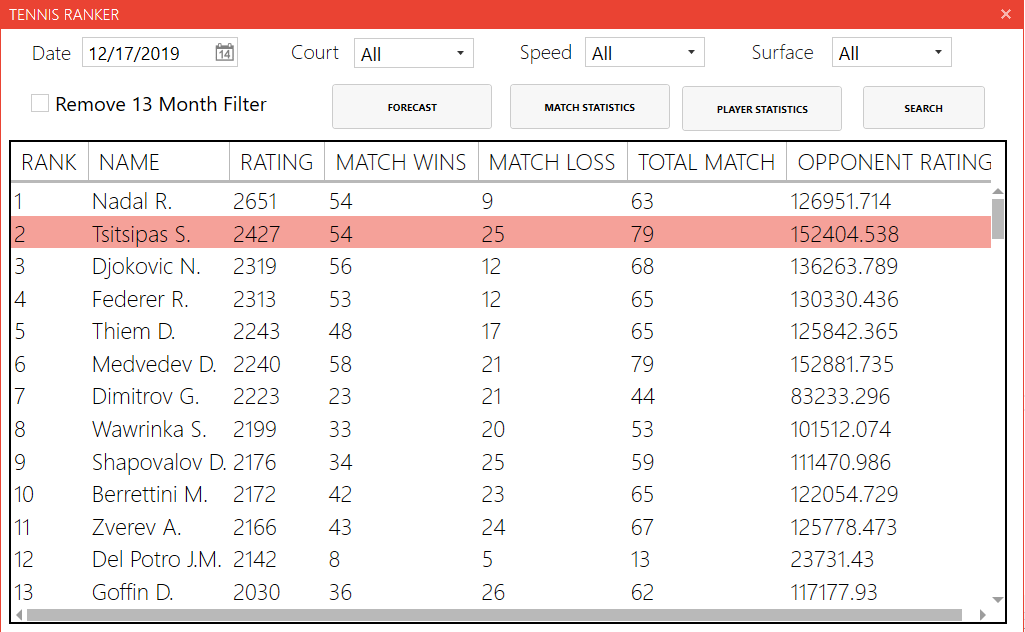 TENNIS RANKER
Date 12/17/2019 14 Court All Speed All Surface All
Remove 13 Month Filter FORECAST MATCH STATISTICS PLAYER STATISTICS SEARCH
RANK NAME RATING MATCH WINS MATCH LOSS TOTAL MATCH OPPONENT RATING
1 Nadal R. 2651 54 9 63 126951.714
2 Tsitsipas S. 2427 54 25 79 152404.538
3 Djokovic N. 2319 56 12 68 136263.789
4 Federer R. 2313 53 12 65 130330.436
5 Thiem D. 2243 48 17 65 125842.365
6 Medvedev D. 2240 58 21 79 152881.735
7 Dimitrov G. 2223 23 21 44 83233.296
8 Wawrinka S. 2199 33 20 53 101512.074
9 Shapovalov D. 2176 34 25 59 111470.986
10 Berrettini M. 2172 42 23 65 122054.729
11 Zverev A. 2166 43 24 67 125778.473
12 Del Potro J.M. 2142 8 5 13 23731.43
13 Goffin D. 2030 36 26 62 117177.93